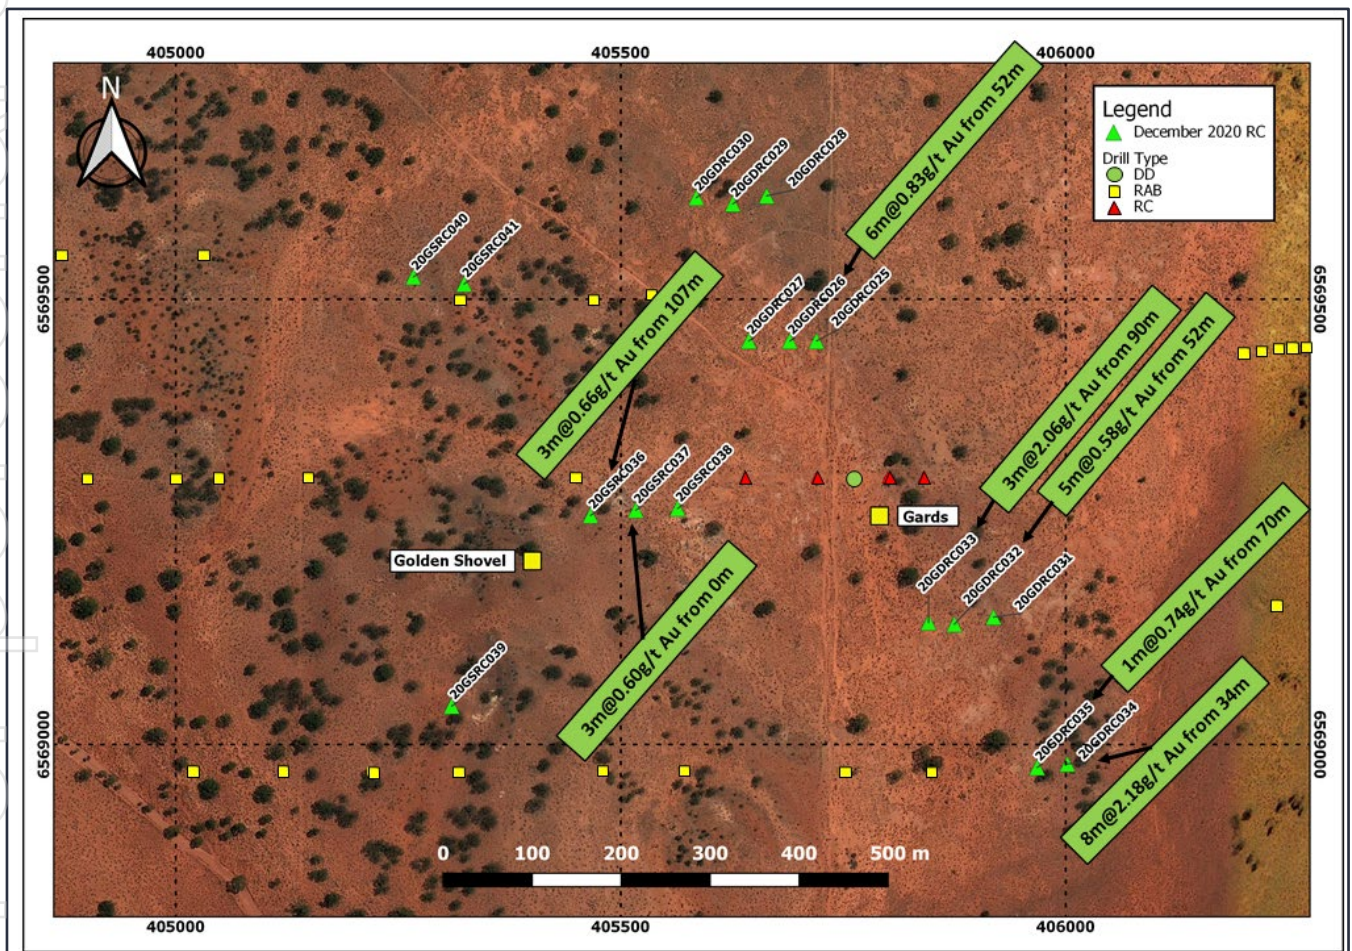 405000
405500
406000
N
Legend
December 2020 RC
Drill Type
DD
RAB
RC
6m@0.83g/t Au from 52m
20GDRC030
20GDRC029
20GDRC028
20GSRC040
20GSRC041
6569500
6569500
3m@0.66g/t Au from 107m
20GDRC027
20GDRC026
20GDRC025
3m@2.06g/t Au from 90m
5m@0.58g/t Au from 52m
20GSRC036
20GSRC037
20GSRC038
Gards
Golden Shovel
20GDRC033
20GDRC032
20GDRC031
1m@0.74g/t Au from 70m
3m@0.60g/t Au from 0m
20GSRC039
8m@2.18g/t Au from 34m
20GDRC035
20GDRC034
6569000
6569000
0 100 200 300 400 500 m
405000
405500
406000